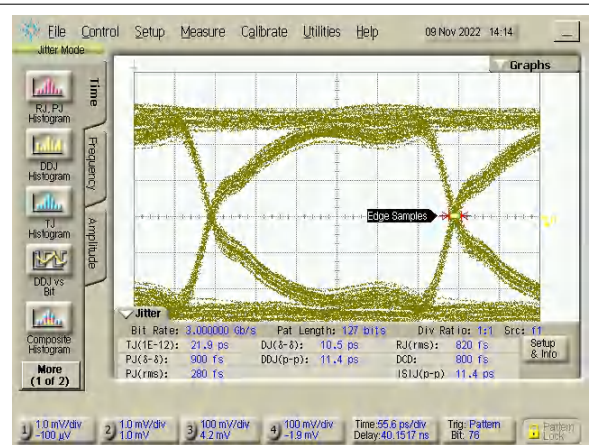 File Control Setup Measure Calibrate Utilities Help 09 Nov 2022 14:14
Jitter Mode
Graphs
RJ, PJ
Histogram
DDJ
Histogram
TJ
Histogram
DDJ vs
Bit
Composite
Histogram
More
(1 of 2)
Time
Frequency
Amplitude
Edge Samples
Jitter
Bit Rate: 3.000000 Gb/s Pat Length: 127 bits Div Ratio: 1:1 Src: f1
TJ(1E-12): 21.9 ps DJ(δ-δ): 10.5 ps RJ(rms): 820 fs
PJ(δ-δ): 900 fs DDJ(p-p): 11.4 ps DCD: 800 fs
PJ(rms): 280 fs ISI(p-p) 11.4 ps
Setup
& Info
1) 1.0 mV/div
-100 µV
2) 1.0 mV/div
1.0 mV
3) 100 mV/div
4.2 mV
4) 100 mV/div
-1.9 mV
Time:55.6 ps/div
Delay:40.1517 ns
Trig: Pattern
Bit: 76
Pattern
Lock